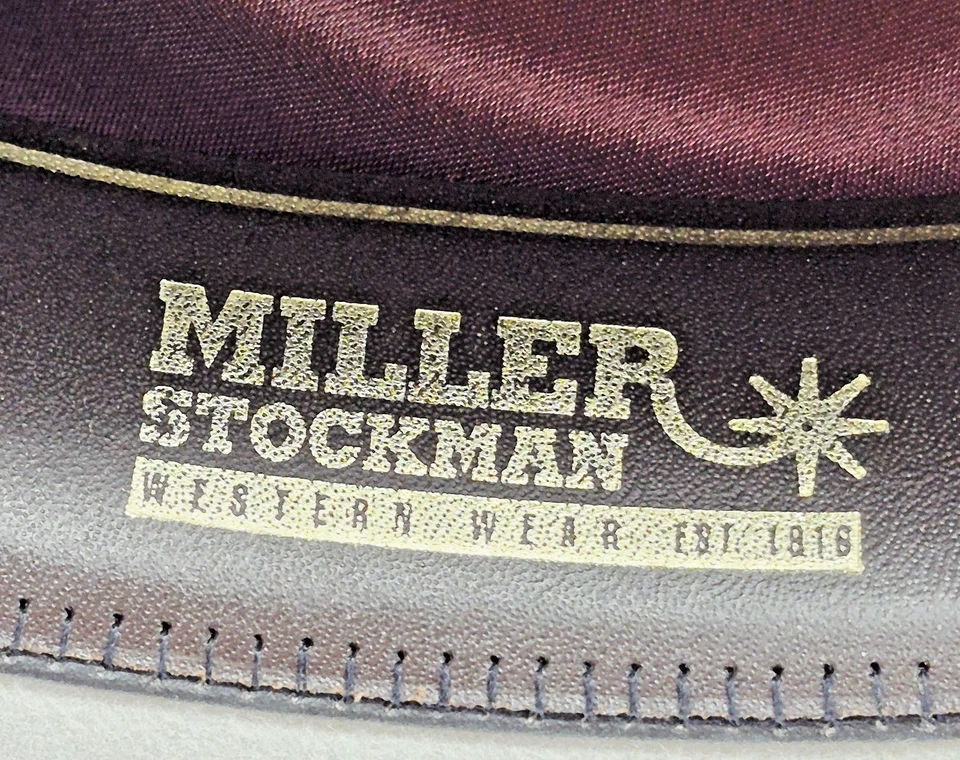 MILLER
STOCKMAN
WESTERN WEAR EST. 1918